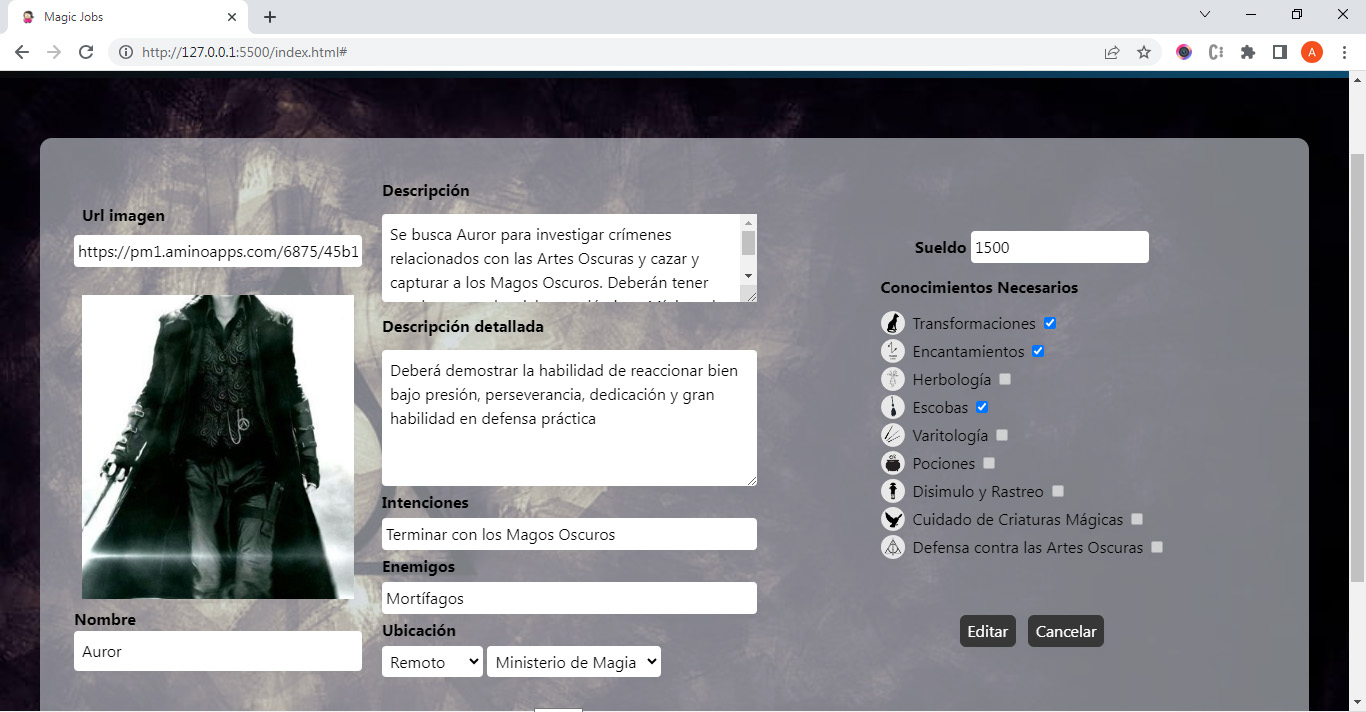 Magic Jobs
http://127.0.0.1:5500/index.html#
A
Url imagen
https://pm1.aminoapps.com/6875/45b1
Nombre
Auror
Descripción
Se busca Auror para investigar crímenes
relacionados con las Artes Oscuras y cazar y
capturar a los Magos Oscuros. Deberán tener
Descripción detallada
Deberá demostrar la habilidad de reaccionar bien
bajo presión, perseverancia, dedicación y gran
habilidad en defensa práctica
Intenciones
Terminar con los Magos Oscuros
Enemigos
Mortífagos
Ubicación
Remoto Ministerio de Magia
Sueldo 1500
Conocimientos Necesarios
Transformaciones
Encantamientos
Herbología
Escobas
Varitología
Pociones
Disimulo y Rastreo
Cuidado de Criaturas Mágicas
Defensa contra las Artes Oscuras
Editar Cancelar